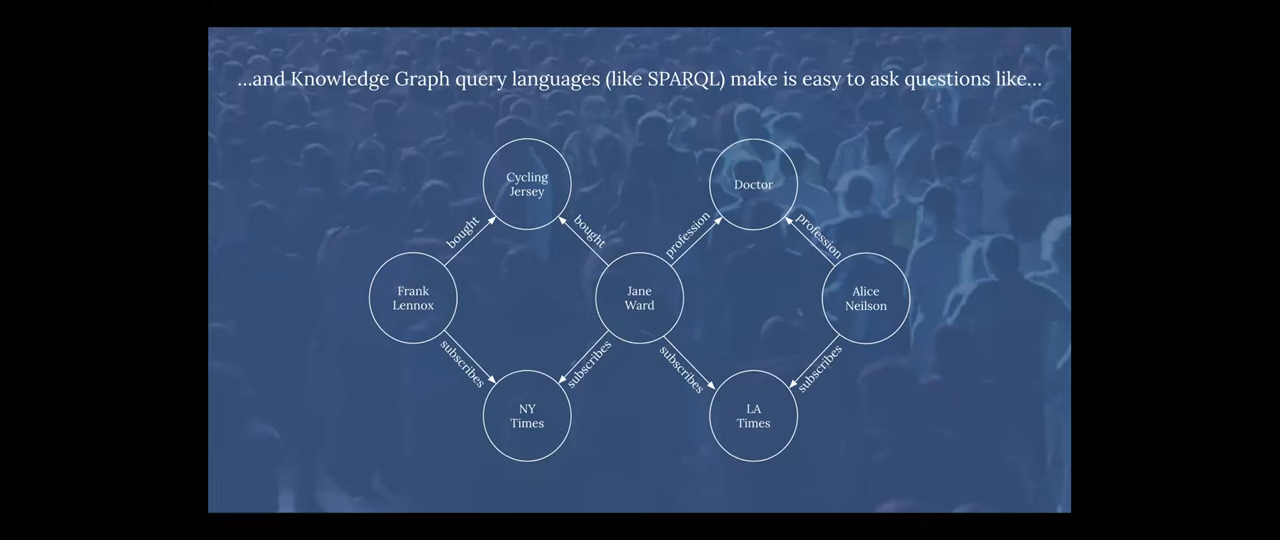 ...and Knowledge Graph query languages (like SPARQL) make is easy to ask questions like...
Cycling
Jersey
Doctor
bought
bought
profession
profession
Frank
Lennox
Jane
Ward
Alice
Neilson
subscribes
subscribes
subscribes
subscribes
NY
Times
LA
Times